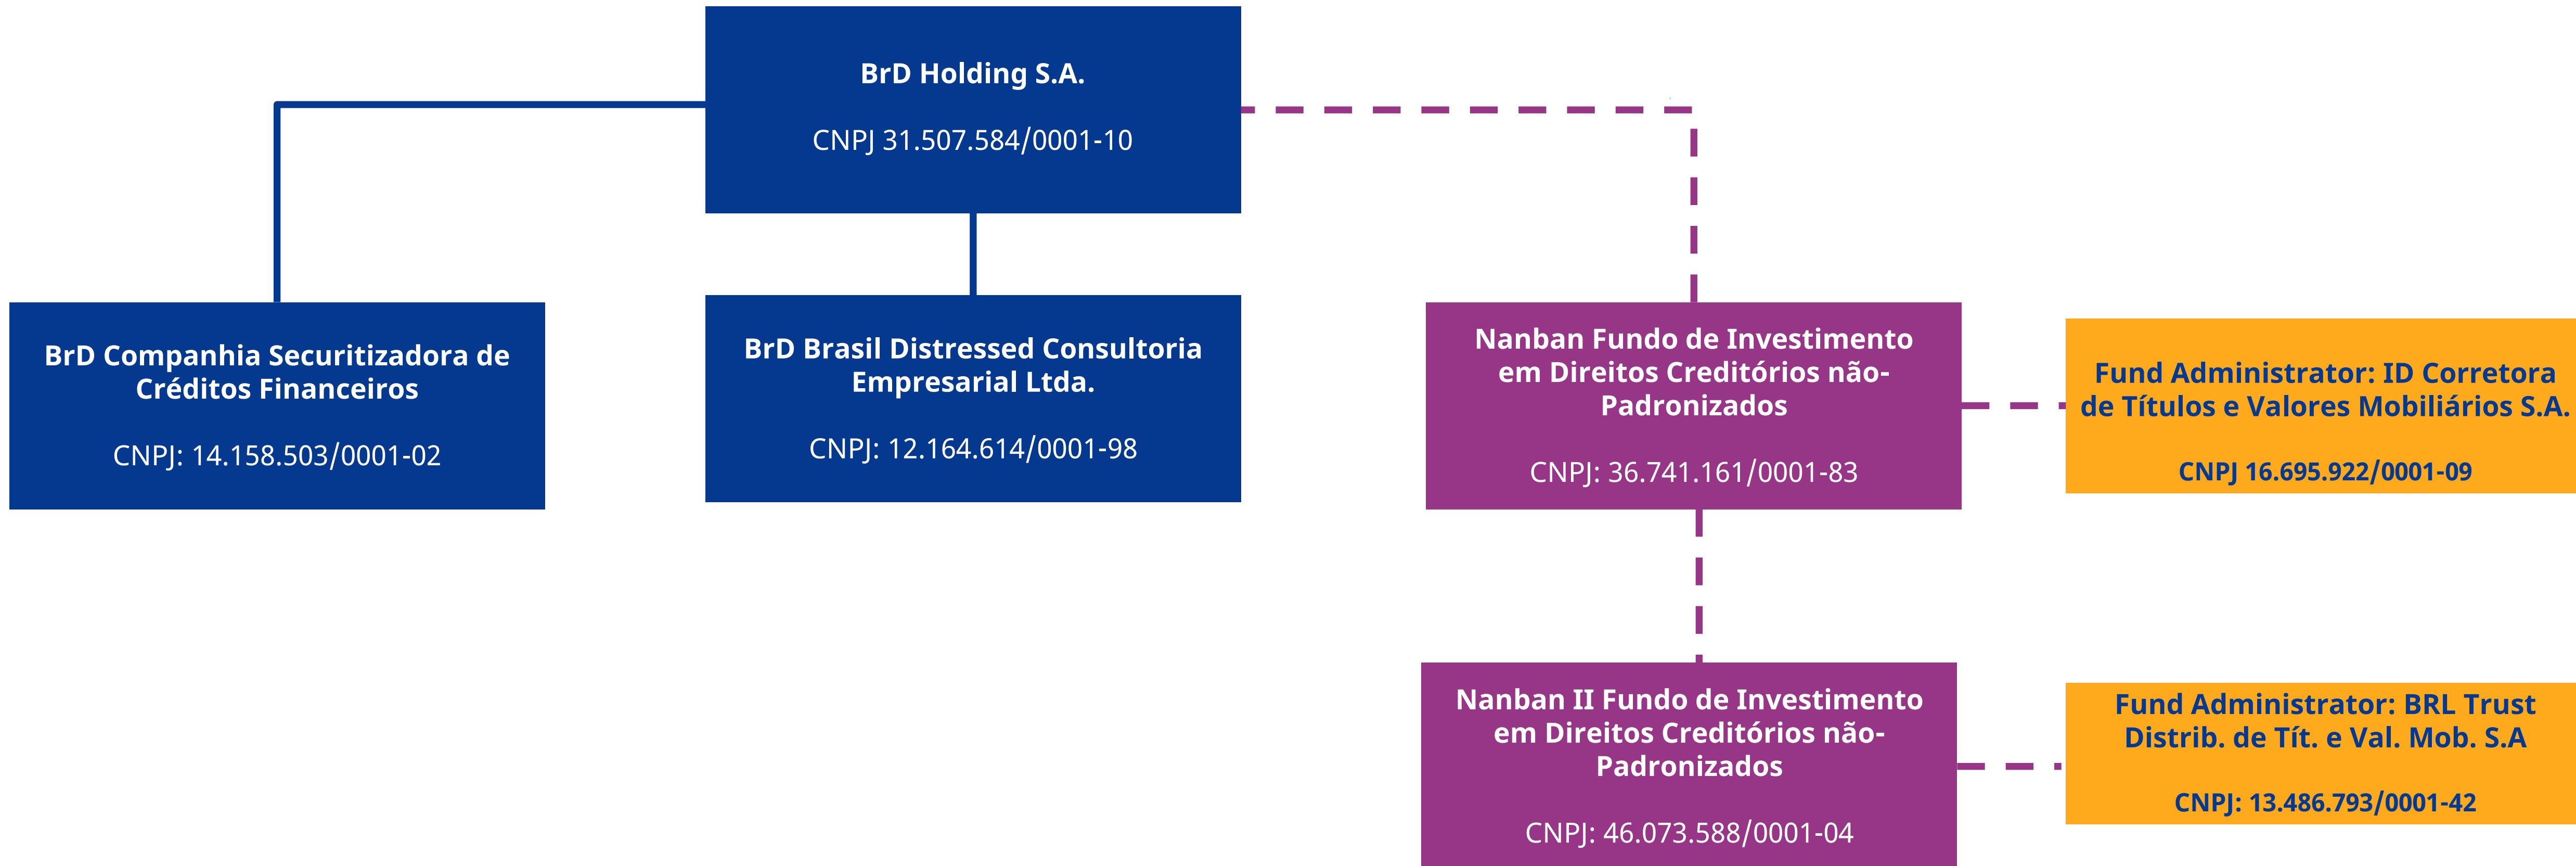 BrD Holding S.A.
CNPJ 31.507.584/0001-10
BrD Companhia Securitizadora de
Créditos Financeiros
CNPJ: 14.158.503/0001-02
BrD Brasil Distressed Consultoria
Empresarial Ltda.
CNPJ: 12.164.614/0001-98
Nanban Fundo de Investimento
em Direitos Creditórios não-
Padronizados
CNPJ: 36.741.161/0001-83
Fund Administrator: ID Corretora
de Títulos e Valores Mobiliários S.A.
CNPJ 16.695.922/0001-09
Nanban II Fundo de Investimento
em Direitos Creditórios não-
Padronizados
CNPJ: 46.073.588/0001-04
Fund Administrator: BRL Trust
Distrib. de Tít. e Val. Mob. S.A
CNPJ: 13.486.793/0001-42